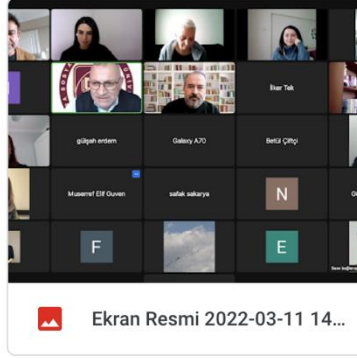 İlker Tek
gülşah erdem
Galaxy A70
Betül Çiftçi
Muserref Elif Guven
safak sakarya
N
F
E
Ekran Resmi 2022-03-11 14...